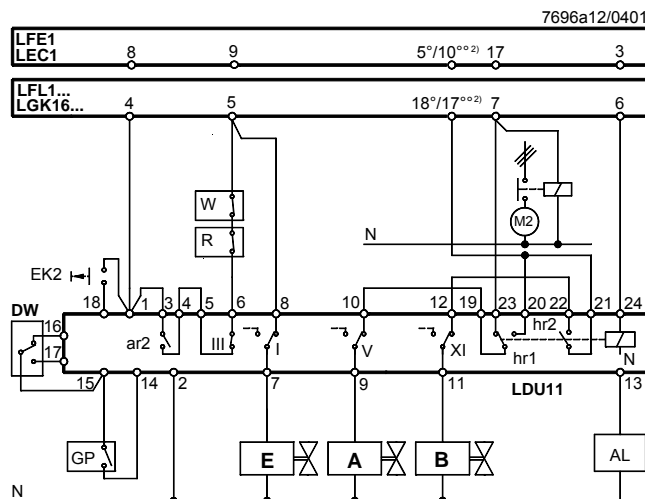 7696a12/0401
LFE1
LEC1
8 9 5°/10°°²⁾ 17 3
LFL1...
LGK16...
4 5 18°/17°°²⁾ 7 6
W
R
M2
N
EK2
18 1 3 4 5 6 8 10 12 19 23 20 22 21 24
DW
16
17
ar2 III I V XI hr1 hr2 N
15 14 2 7 9 11 LDU11 13
GP E A B AL
N